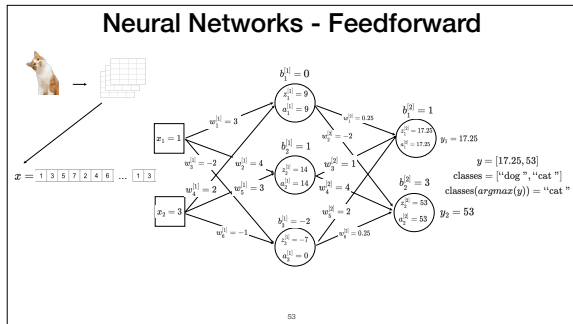 Neural Networks - Feedforward
b₁^[1] = 0
z₁^[1] = 9
a₁^[1] = 9
w₁^[1] = 3
w₁^[2] = 0.25
b₁^[2] = 1
w₂^[2] = −2
x₁ = 1
b₂^[1] = 1
z₁^[2] = 17.25
a₁^[2] = 17.25
y₁ = 17.25
w₃^[1] = −2
w₂^[1] = 4
z₂^[1] = 14
a₂^[1] = 14
w₃^[2] = 1
y = [17.25, 53]
x = 1 3 5 7 2 4 6 ... 1 3
w₄^[1] = 2
w₅^[1] = 3
w₄^[2] = 4
b₂^[2] = 3
classes = [“dog ”, “cat ”]
classes(argmax(y)) = “cat ”
x₂ = 3
z₂^[2] = 53
a₂^[2] = 53
y₂ = 53
w₅^[2] = 2
b₃^[1] = −2
w₆^[1] = −1
z₃^[1] = −7
a₃^[1] = 0
w₆^[2] = 0.25
53